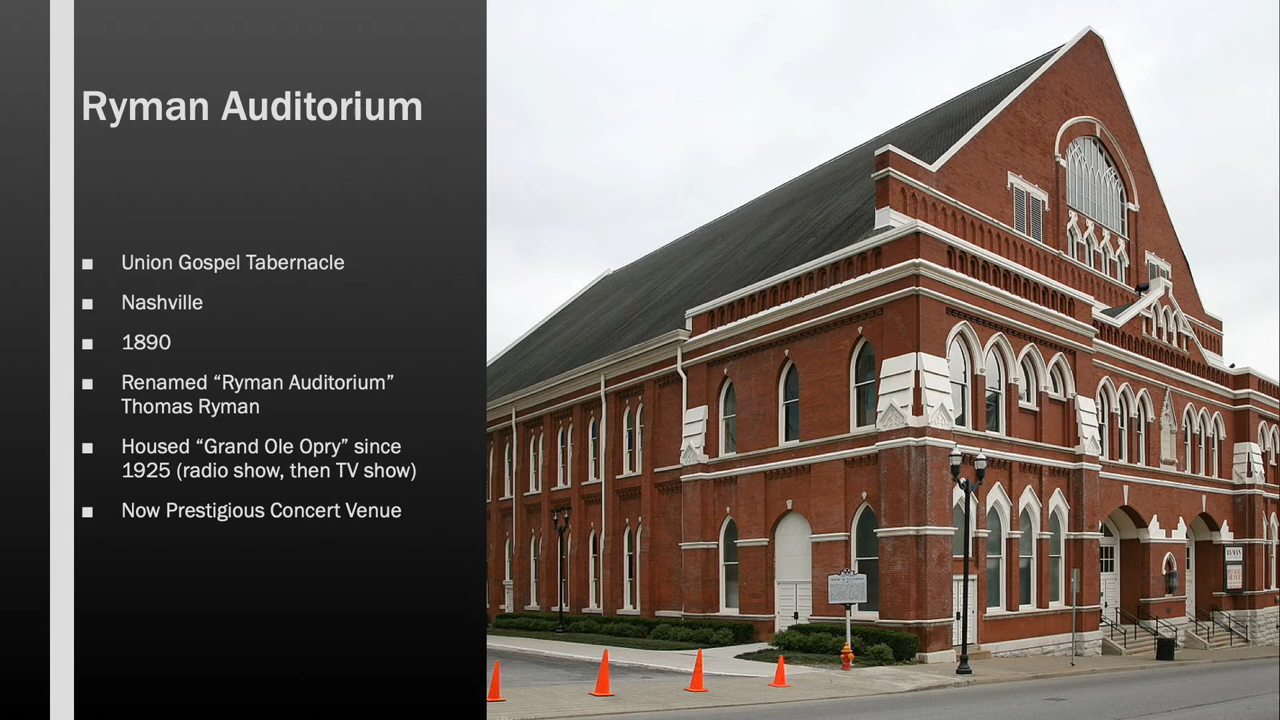 Ryman Auditorium
Union Gospel Tabernacle
Nashville
1890
Renamed “Ryman Auditorium”
Thomas Ryman
Housed “Grand Ole Opry” since
1925 (radio show, then TV show)
Now Prestigious Concert Venue